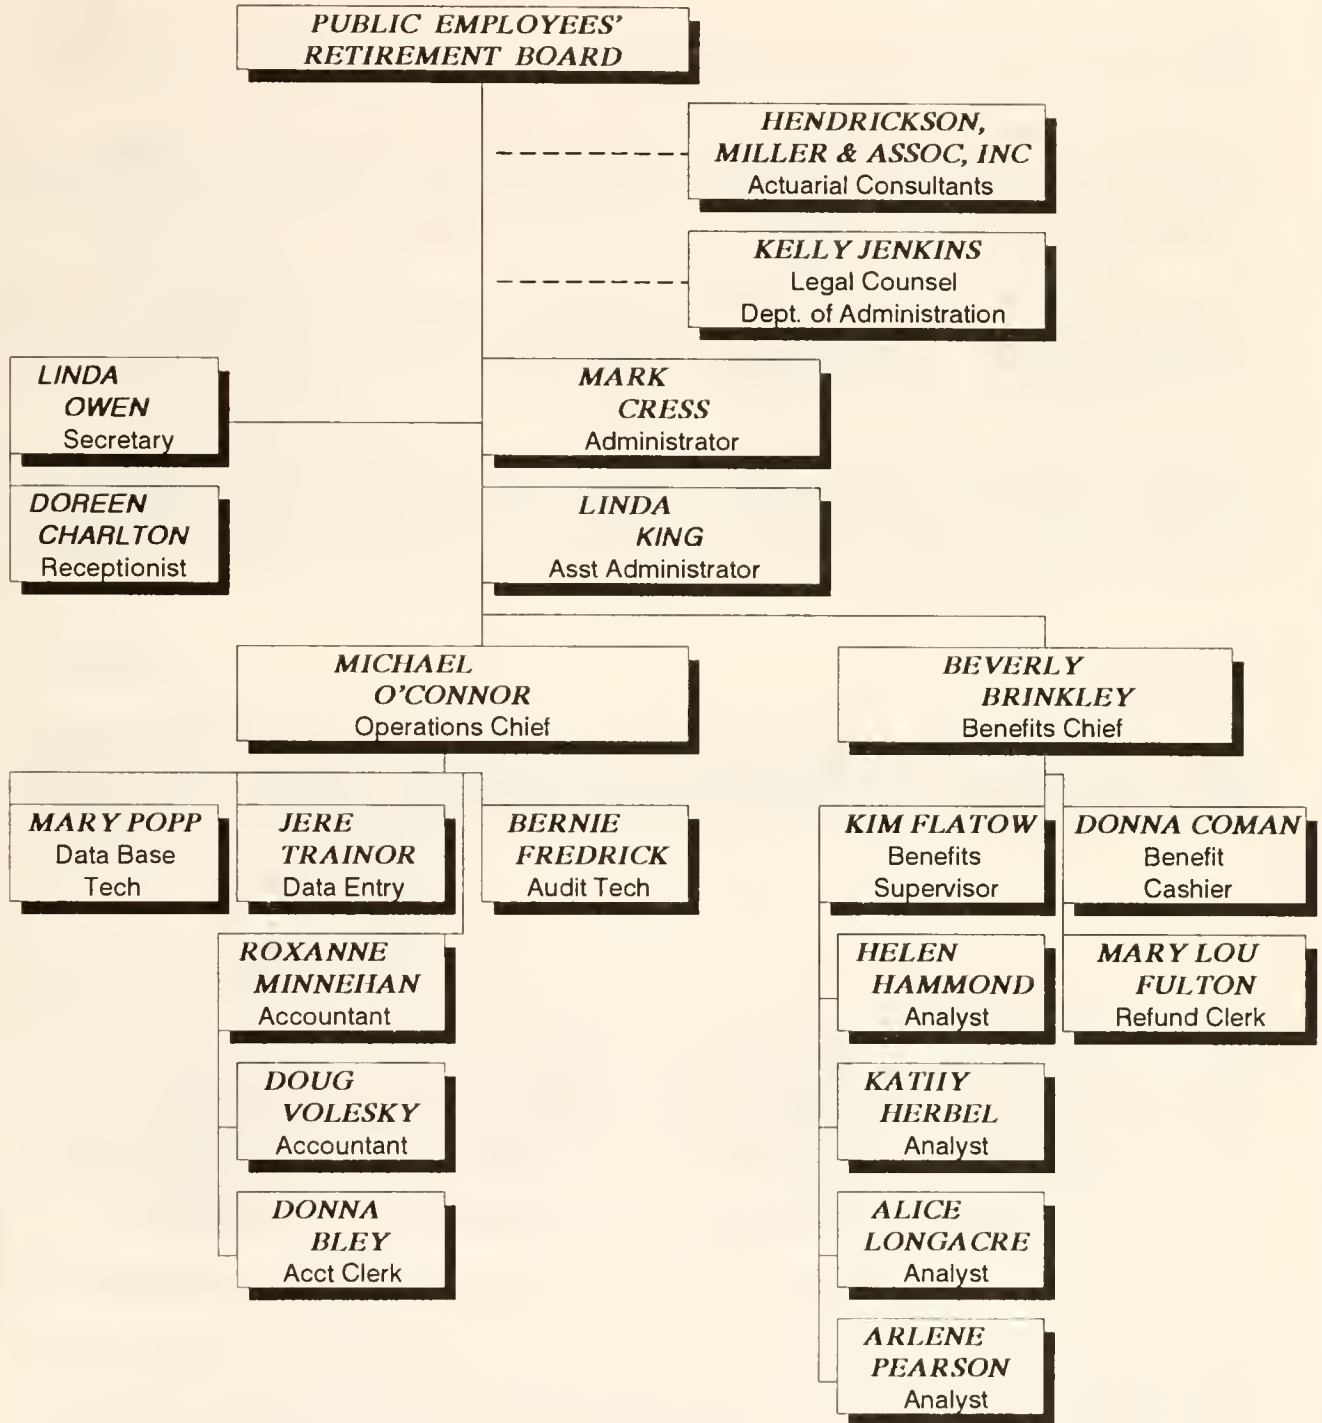 PUBLIC EMPLOYEES'
RETIREMENT BOARD
HENDRICKSON,
MILLER & ASSOC, INC
Actuarial Consultants
KELLY JENKINS
Legal Counsel
Dept. of Administration
LINDA
OWEN
Secretary
MARK
CRESS
Administrator
DOREEN
CHARLTON
Receptionist
LINDA
KING
Asst Administrator
MICHAEL
O'CONNOR
Operations Chief
BEVERLY
BRINKLEY
Benefits Chief
MARY POPP
Data Base
Tech
JERE
TRAINOR
Data Entry
BERNIE
FREDRICK
Audit Tech
KIM FLATOW
Benefits
Supervisor
DONNA COMAN
Benefit
Cashier
ROXANNE
MINNEHAN
Accountant
HELEN
HAMMOND
Analyst
MARY LOU
FULTON
Refund Clerk
DOUG
VOLESKY
Accountant
KATHY
HERBEL
Analyst
DONNA
BLEY
Acct Clerk
ALICE
LONGACRE
Analyst
ARLENE
PEARSON
Analyst